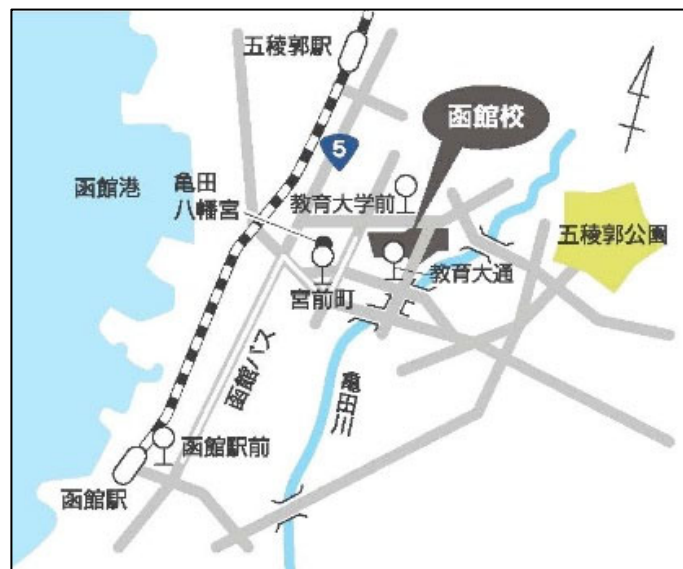 五稜郭駅
函館校
5
函館港
亀田
八幡宮
教育大学前
五稜郭公園
教育大通
宮前町
函館バス
亀田川
函館駅前
函館駅